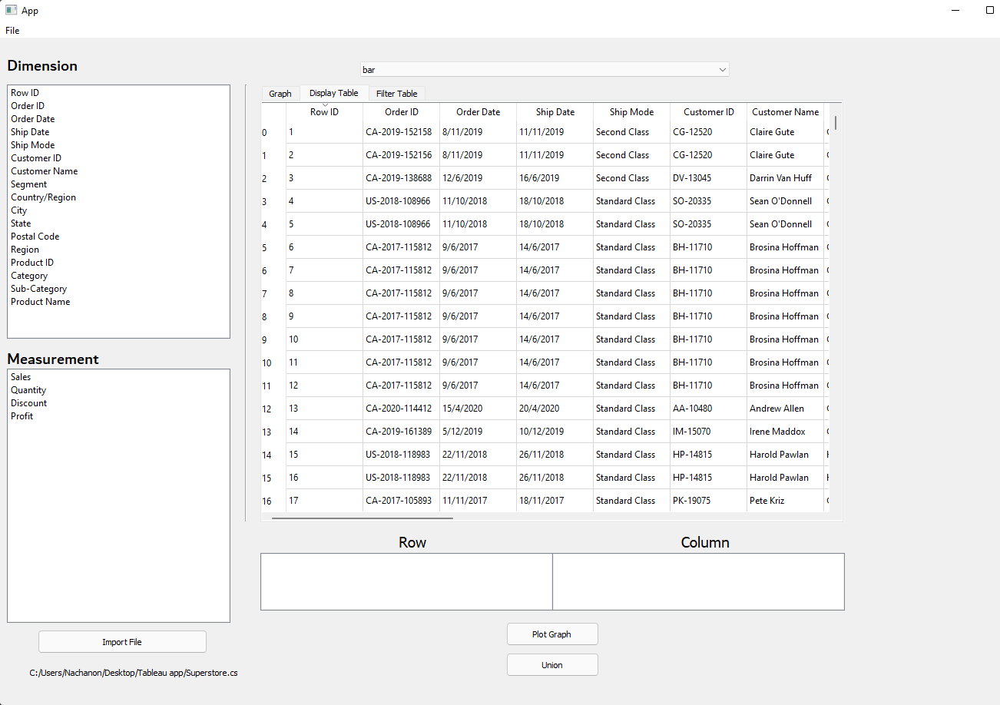 App
File
Dimension
Row ID
Order ID
Order Date
Ship Date
Ship Mode
Customer ID
Customer Name
Segment
Country/Region
City
State
Postal Code
Region
Product ID
Category
Sub-Category
Product Name
Measurement
Sales
Quantity
Discount
Profit
Import File
C:/Users/Nachanon/Desktop/Tableau app/Superstore.cs
bar
Graph Display Table Filter Table
Row ID Order ID Order Date Ship Date Ship Mode Customer ID Customer Name
0 1 CA-2019-152158 8/11/2019 11/11/2019 Second Class CG-12520 Claire Gute
1 2 CA-2019-152156 8/11/2019 11/11/2019 Second Class CG-12520 Claire Gute
2 3 CA-2019-138688 12/6/2019 16/6/2019 Second Class DV-13045 Darrin Van Huff
3 4 US-2018-108966 11/10/2018 18/10/2018 Standard Class SO-20335 Sean O'Donnell
4 5 US-2018-108966 11/10/2018 18/10/2018 Standard Class SO-20335 Sean O'Donnell
5 6 CA-2017-115812 9/6/2017 14/6/2017 Standard Class BH-11710 Brosina Hoffman
6 7 CA-2017-115812 9/6/2017 14/6/2017 Standard Class BH-11710 Brosina Hoffman
7 8 CA-2017-115812 9/6/2017 14/6/2017 Standard Class BH-11710 Brosina Hoffman
8 9 CA-2017-115812 9/6/2017 14/6/2017 Standard Class BH-11710 Brosina Hoffman
9 10 CA-2017-115812 9/6/2017 14/6/2017 Standard Class BH-11710 Brosina Hoffman
10 11 CA-2017-115812 9/6/2017 14/6/2017 Standard Class BH-11710 Brosina Hoffman
11 12 CA-2017-115812 9/6/2017 14/6/2017 Standard Class BH-11710 Brosina Hoffman
12 13 CA-2020-114412 15/4/2020 20/4/2020 Standard Class AA-10480 Andrew Allen
13 14 CA-2019-161389 5/12/2019 10/12/2019 Standard Class IM-15070 Irene Maddox
14 15 US-2018-118983 22/11/2018 26/11/2018 Standard Class HP-14815 Harold Pawlan
15 16 US-2018-118983 22/11/2018 26/11/2018 Standard Class HP-14815 Harold Pawlan
16 17 CA-2017-105893 11/11/2017 18/11/2017 Standard Class PK-19075 Pete Kriz
Row Column
Plot Graph
Union